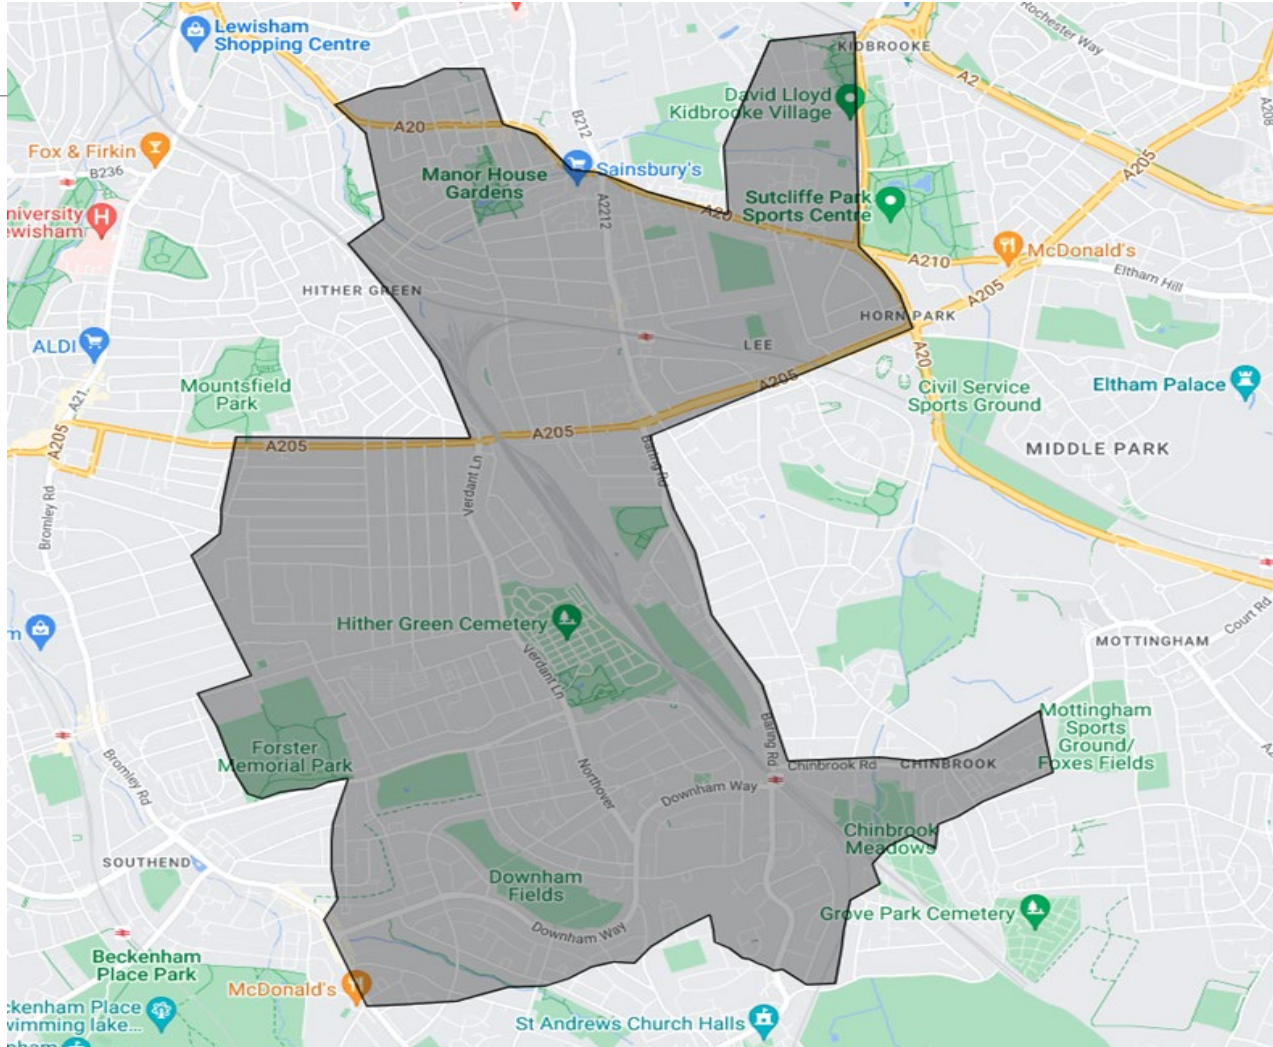 Lewisham
Shopping Centre
KIDBROOKE
Rochester Way
A2
A208
David Lloyd
Kidbrooke Village
B212
A20
Fox & Firkin
B236
A205
Sainsbury's
Manor House
Gardens
A2212
Sutcliffe Park
Sports Centre
A20
niversity
ewisham
McDonald's
A210
Eltham Hill
A205
HITHER GREEN
HORN PARK
ALDI
LEE
A20
A205
Mountsfield
Park
Civil Service
Sports Ground
Eltham Palace
A21
A205
A205
A205
MIDDLE PARK
Baring Rd
Verdant Ln
Bromley Rd
Hither Green Cemetery
Court Rd
m
MOTTINGHAM
Verdant Ln
Mottingham
Sports
Ground/
Foxes Fields
Baring Rd
Forster
Memorial Park
Chinbrook Rd
CHINBROOK
Bromley Rd
Northover
Downham Way
Chinbrook
Meadows
SOUTHEND
Downham
Fields
Grove Park Cemetery
Downham Way
Beckenham
Place Park
McDonald's
ckenham Place
wimming lake...
St Andrews Church Halls